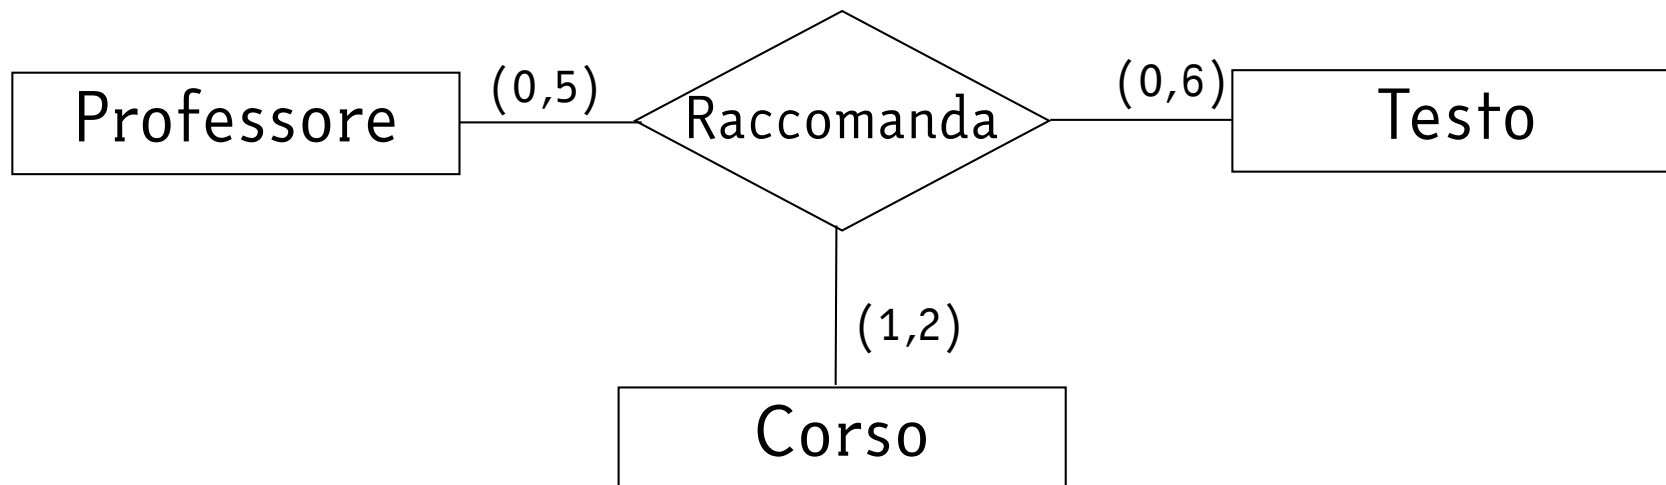 Professore
(0,5)
Raccomanda
(0,6)
Testo
(1,2)
Corso